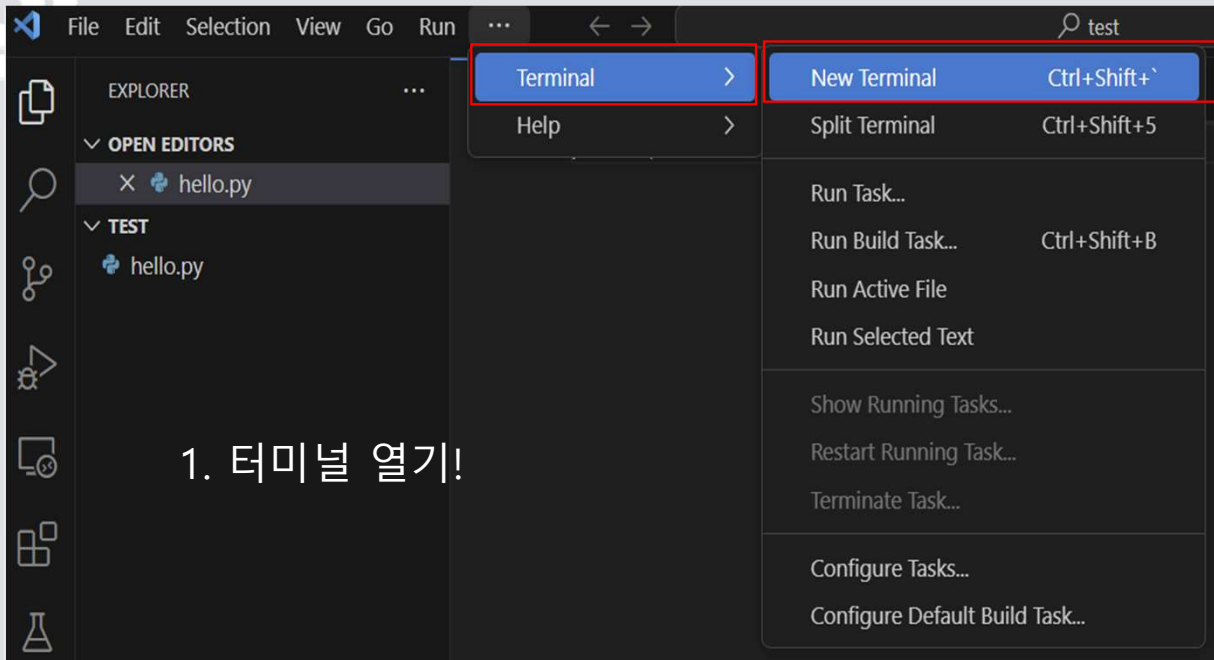 File Edit Selection View Go Run ··· ← → test
EXPLORER ···
OPEN EDITORS
hello.py
TEST
hello.py
Terminal
Help
New Terminal Ctrl+Shift+`
Split Terminal Ctrl+Shift+5
Run Task...
Run Build Task... Ctrl+Shift+B
Run Active File
Run Selected Text
Show Running Tasks...
Restart Running Task...
Terminate Task...
Configure Tasks...
Configure Default Build Task...
1. 터미널 열기!